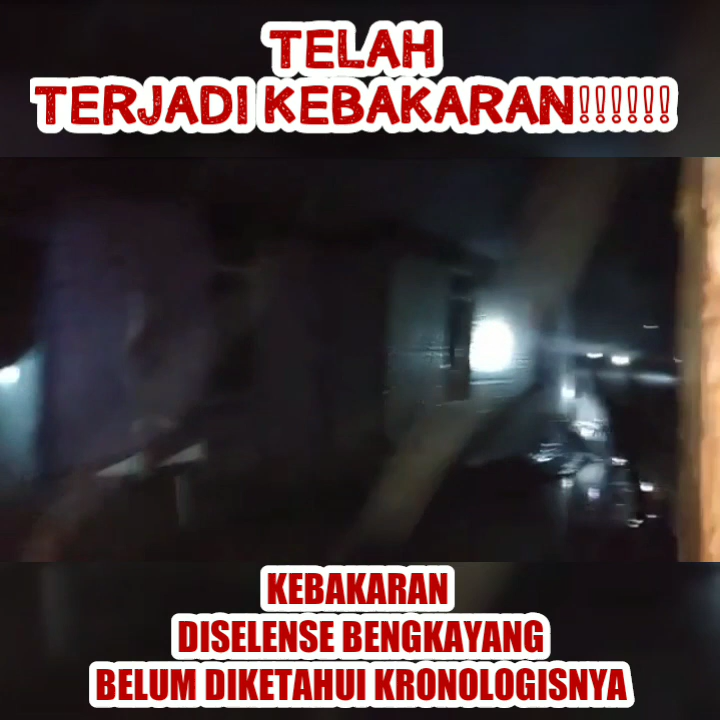 TELAH
TERJADI KEBAKARAN!!!!!!
KEBAKARAN
DISELENSE BENGKAYANG
BELUM DIKETAHUI KRONOLOGISNYA